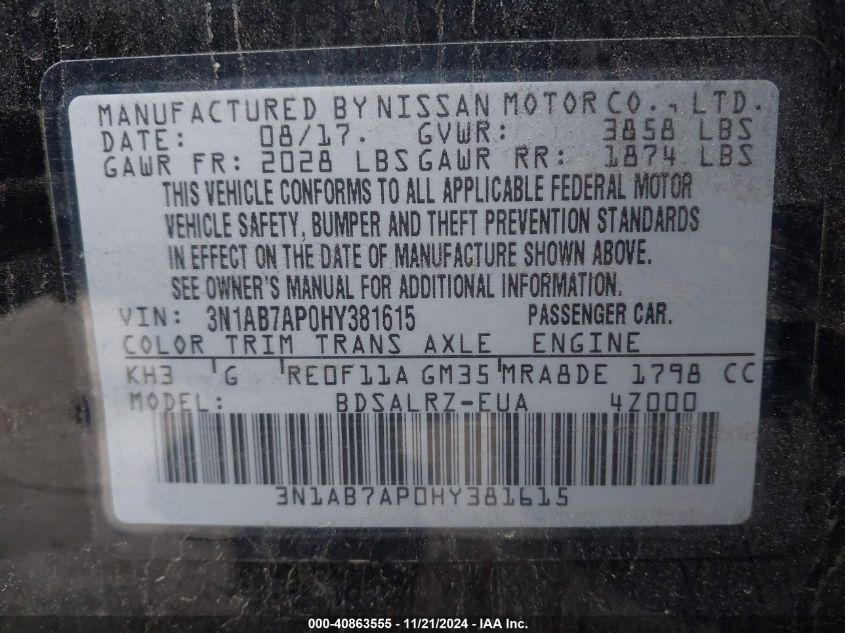 MANUFACTURED BY NISSAN MOTOR CO., LTD.
DATE: 08/17. GVWR: 3858 LBS
GAWR FR: 2028 LBS GAWR RR: 1874 LBS
THIS VEHICLE CONFORMS TO ALL APPLICABLE FEDERAL MOTOR
VEHICLE SAFETY, BUMPER AND THEFT PREVENTION STANDARDS
IN EFFECT ON THE DATE OF MANUFACTURE SHOWN ABOVE.
SEE OWNER'S MANUAL FOR ADDITIONAL INFORMATION.
VIN: 3N1AB7AP0HY381615 PASSENGER CAR.
COLOR TRIM TRANS AXLE ENGINE
KH3 G RE0F11A GM35 MRA8DE 1798 CC
MODEL: BDSALRZ-EUA 4Z000
3N1AB7AP0HY381615
000-40863555 - 11/21/2024 - IAA Inc.